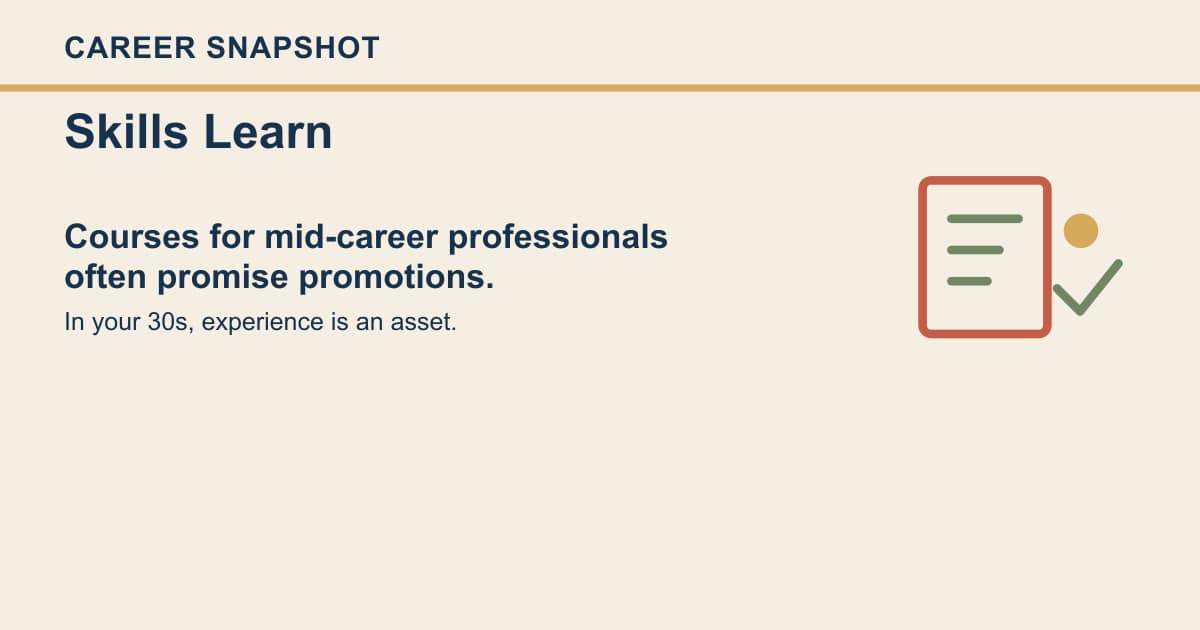 CAREER SNAPSHOT
Skills Learn
Courses for mid-career professionals
often promise promotions.
In your 30s, experience is an asset.